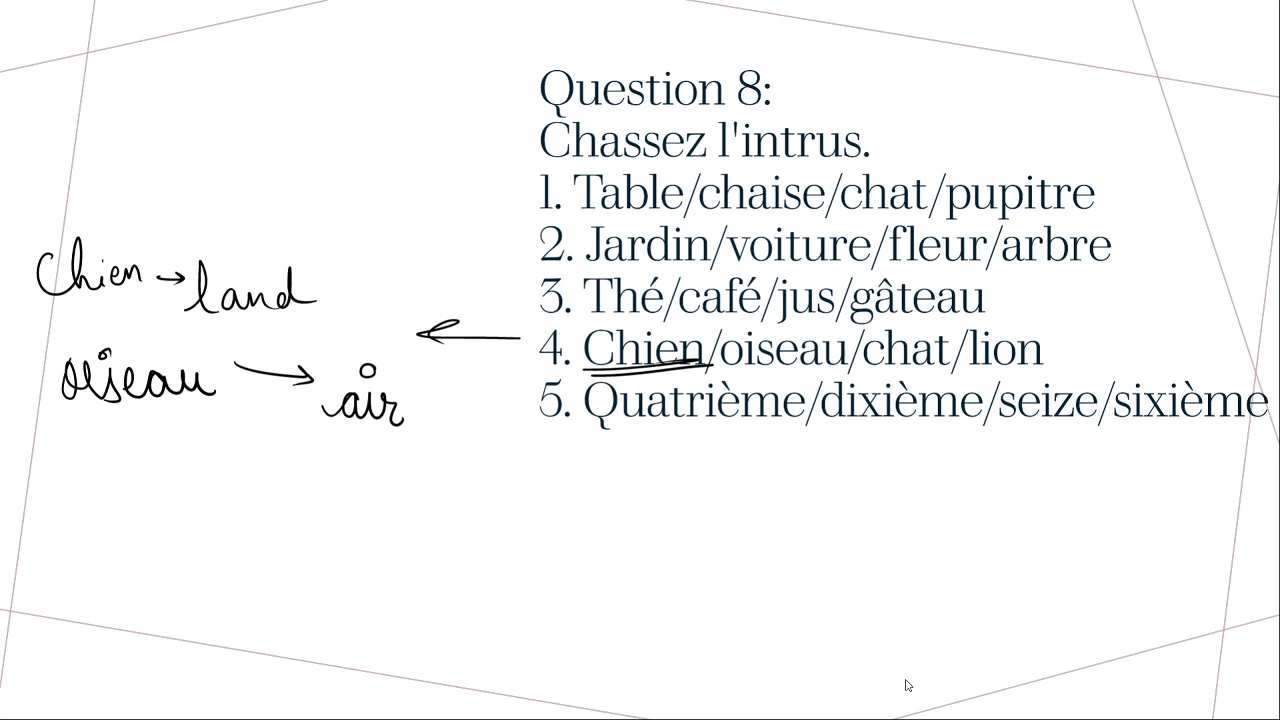 Question 8:
Chassez l'intrus.
1. Table/chaise/chat/pupitre
2. Jardin/voiture/fleur/arbre
3. Thé/café/jus/gâteau
4. Chien/oiseau/chat/lion
5. Quatrième/dixième/seize/sixième
Chien → land
oiseau → air